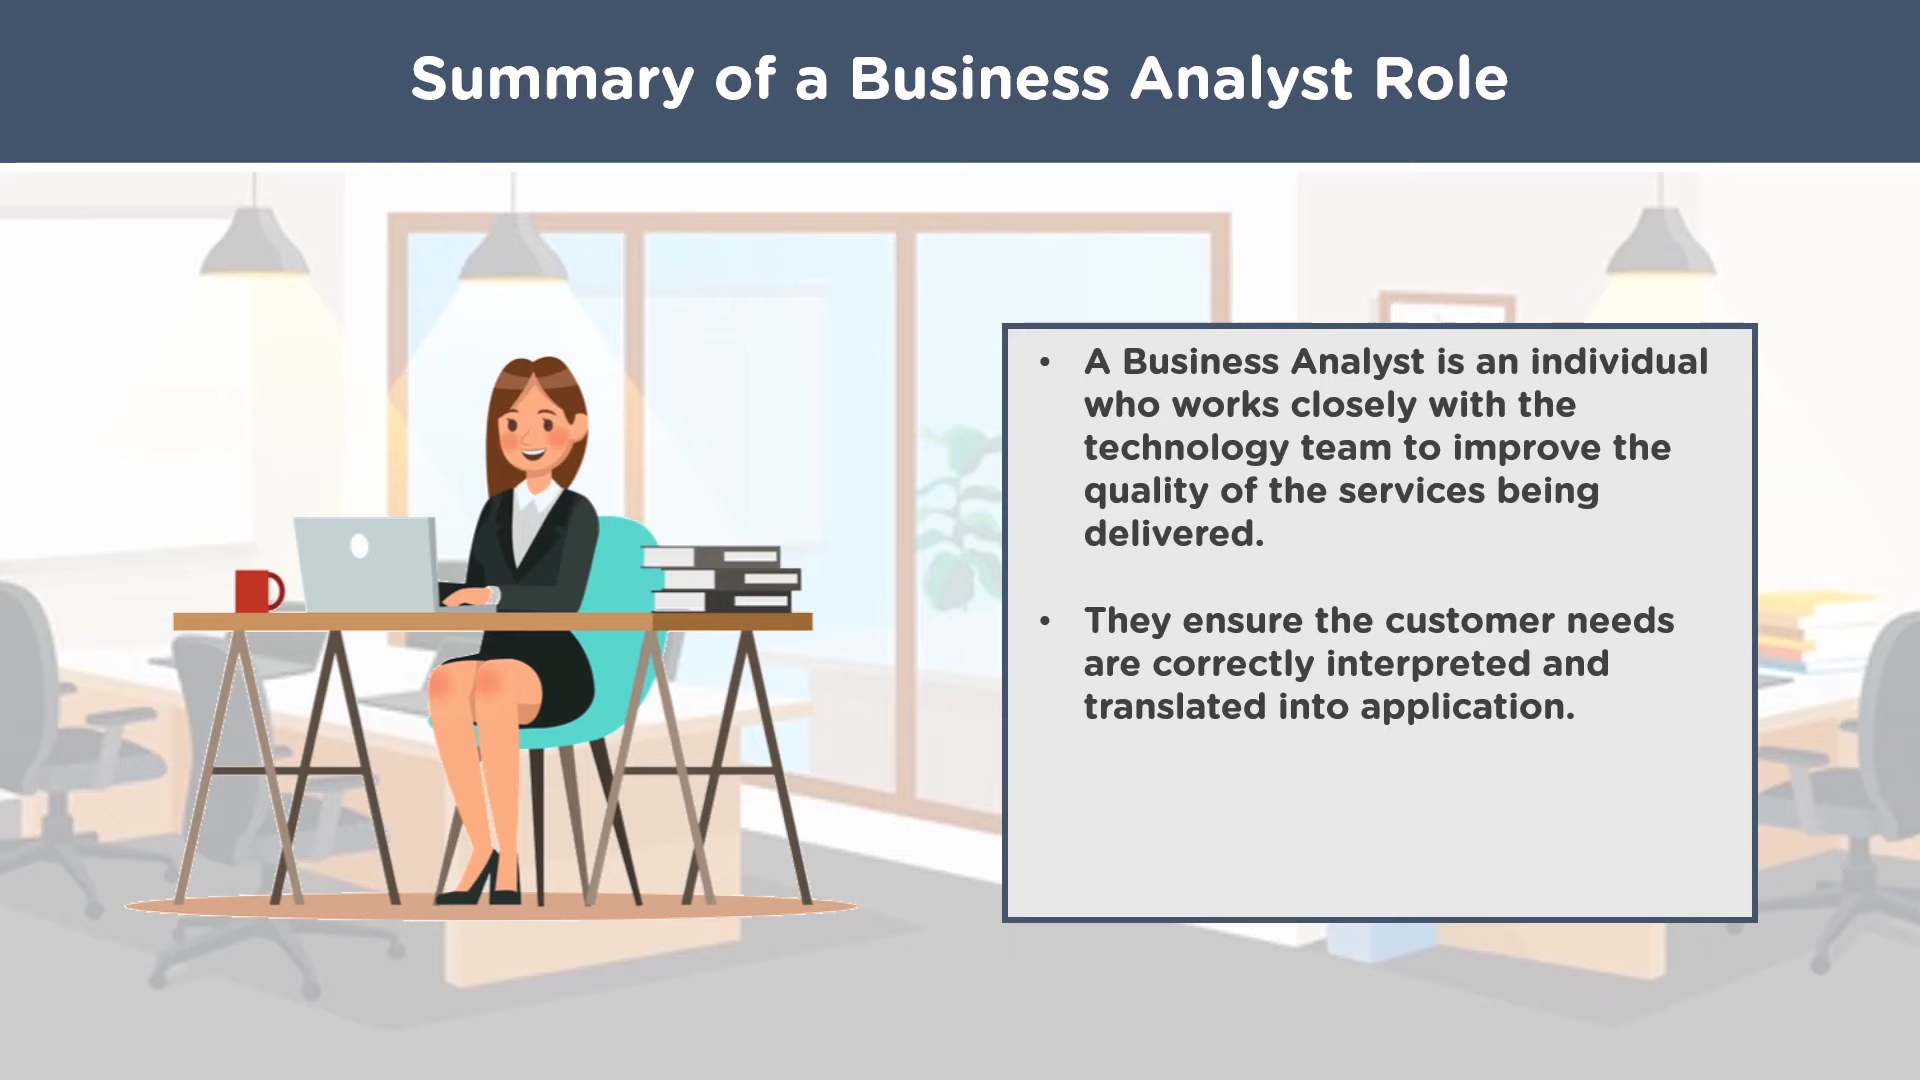 Summary of a Business Analyst Role
• A Business Analyst is an individual
who works closely with the
technology team to improve the
quality of the services being
delivered.
• They ensure the customer needs
are correctly interpreted and
translated into application.